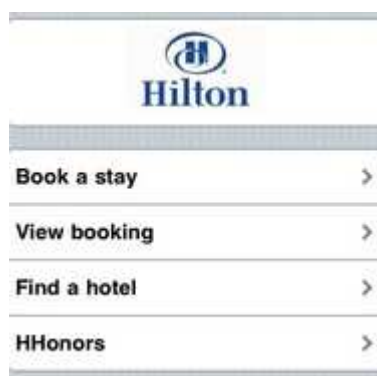 Hilton
Book a stay
View booking
Find a hotel
HHonors